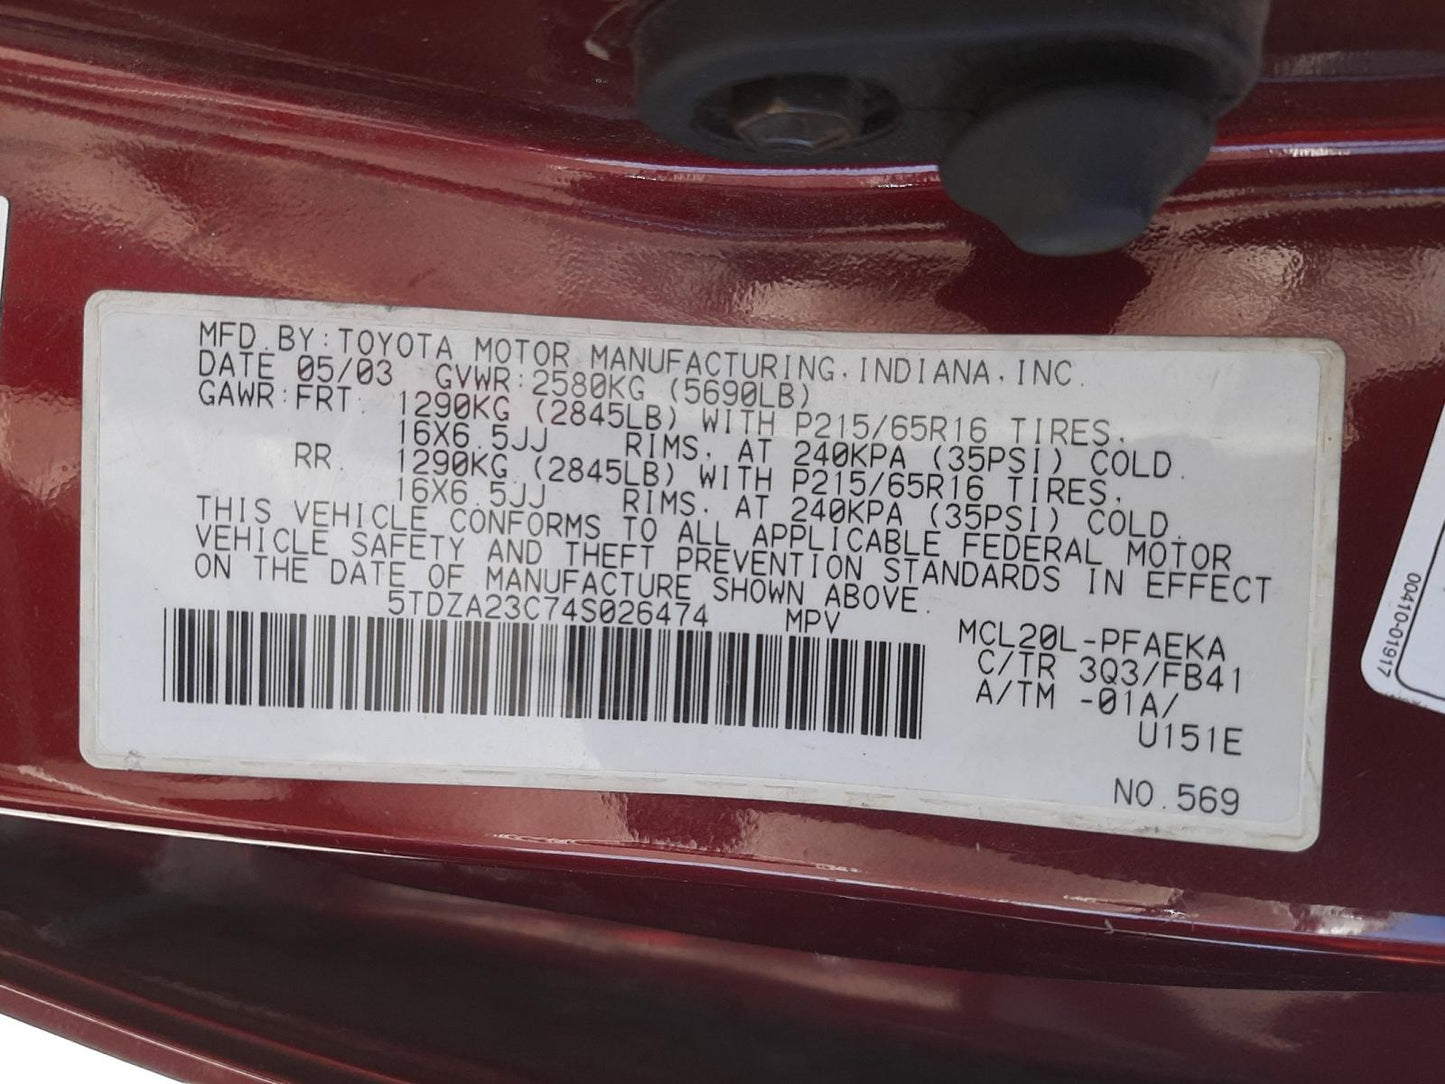 MFD.BY:TOYOTA MOTOR MANUFACTURING,INDIANA,INC.
DATE 05/03 GVWR:2580KG (5690LB)
GAWR:FRT. 1290KG (2845LB) WITH P215/65R16 TIRES,
16X6.5JJ RIMS, AT 240KPA (35PSI) COLD.
RR. 1290KG (2845LB) WITH P215/65R16 TIRES,
16X6.5JJ RIMS, AT 240KPA (35PSI) COLD.
THIS VEHICLE CONFORMS TO ALL APPLICABLE FEDERAL MOTOR
VEHICLE SAFETY AND THEFT PREVENTION STANDARDS IN EFFECT
ON THE DATE OF MANUFACTURE SHOWN ABOVE.
5TDZA23C74S026474 MPV
MCL20L-PFAEKA
C/TR 3Q3/FB41
A/TM -01A/
U151E
NO.569
00410-01917